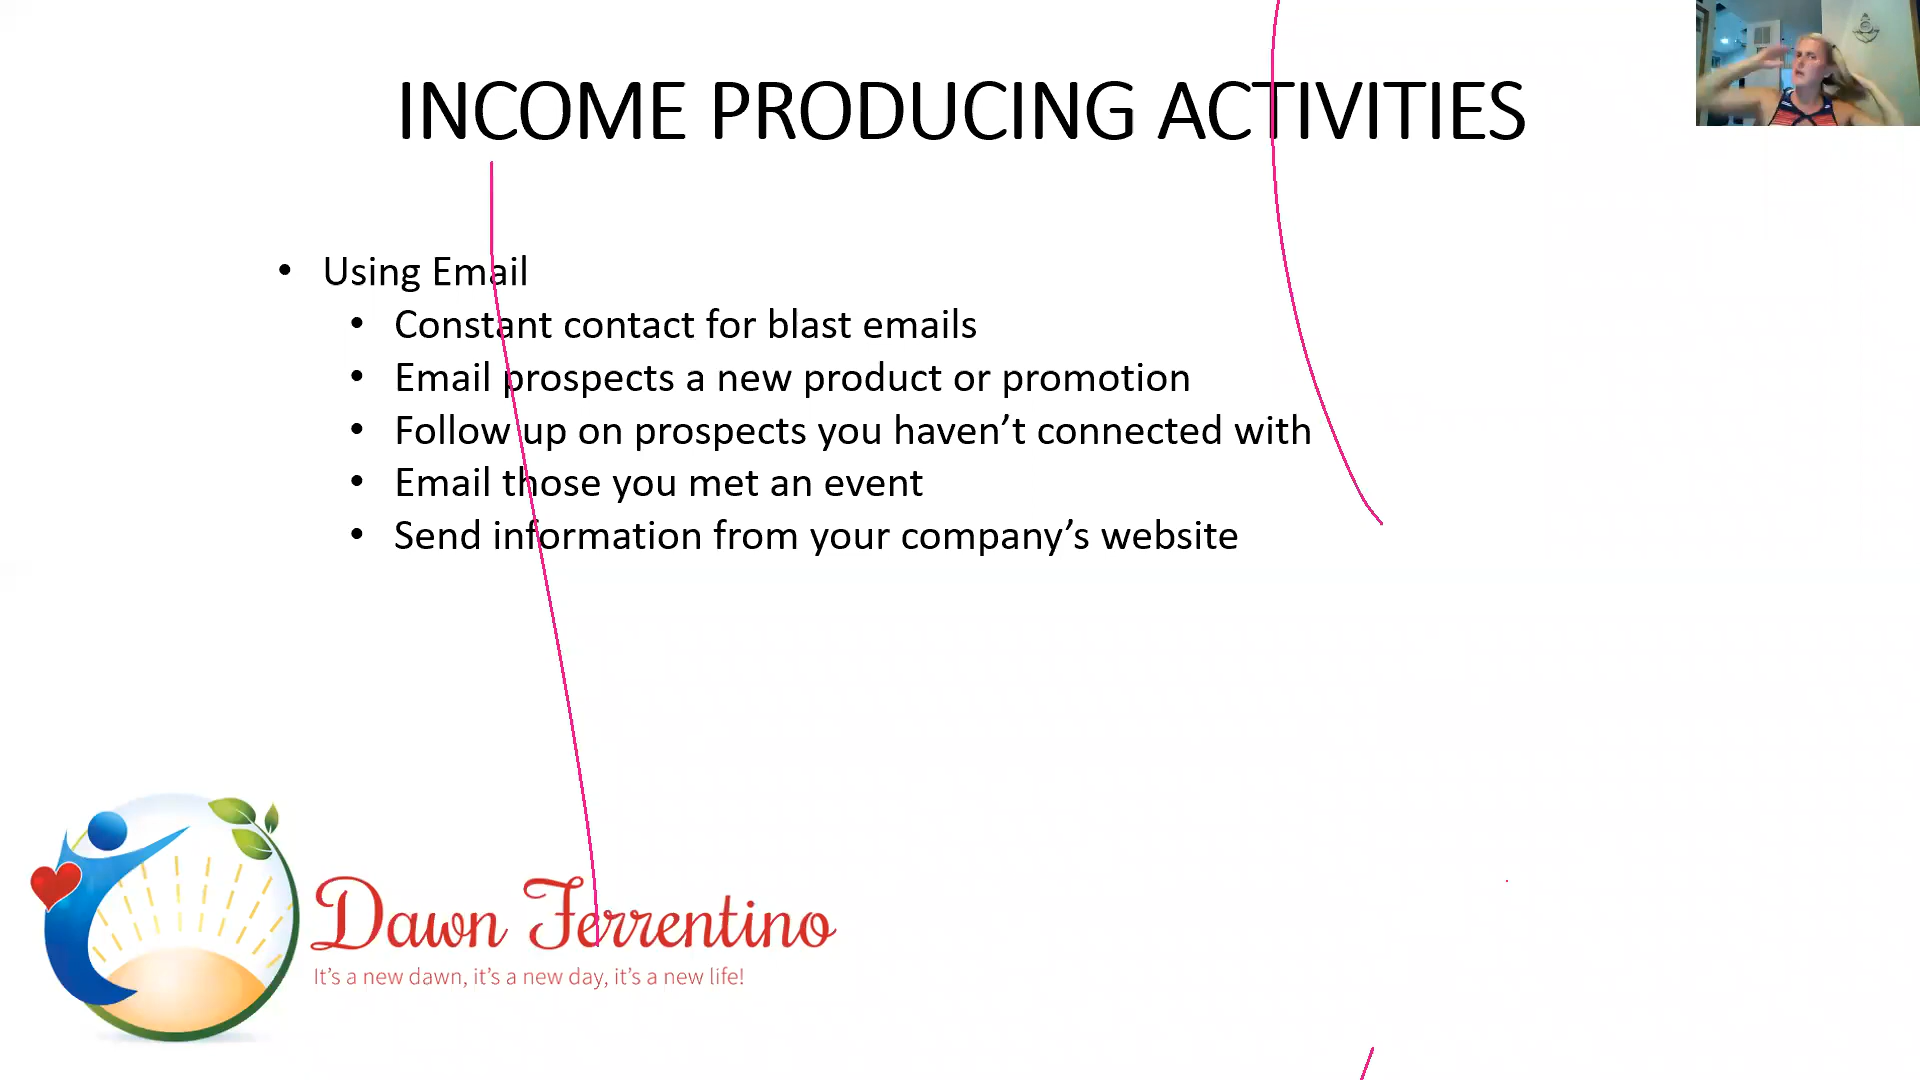 INCOME PRODUCING ACTIVITIES
• Using Email
• Constant contact for blast emails
• Email prospects a new product or promotion
• Follow up on prospects you haven’t connected with
• Email those you met an event
• Send information from your company’s website
Dawn Ferrentino
It’s a new dawn, it’s a new day, it’s a new life!